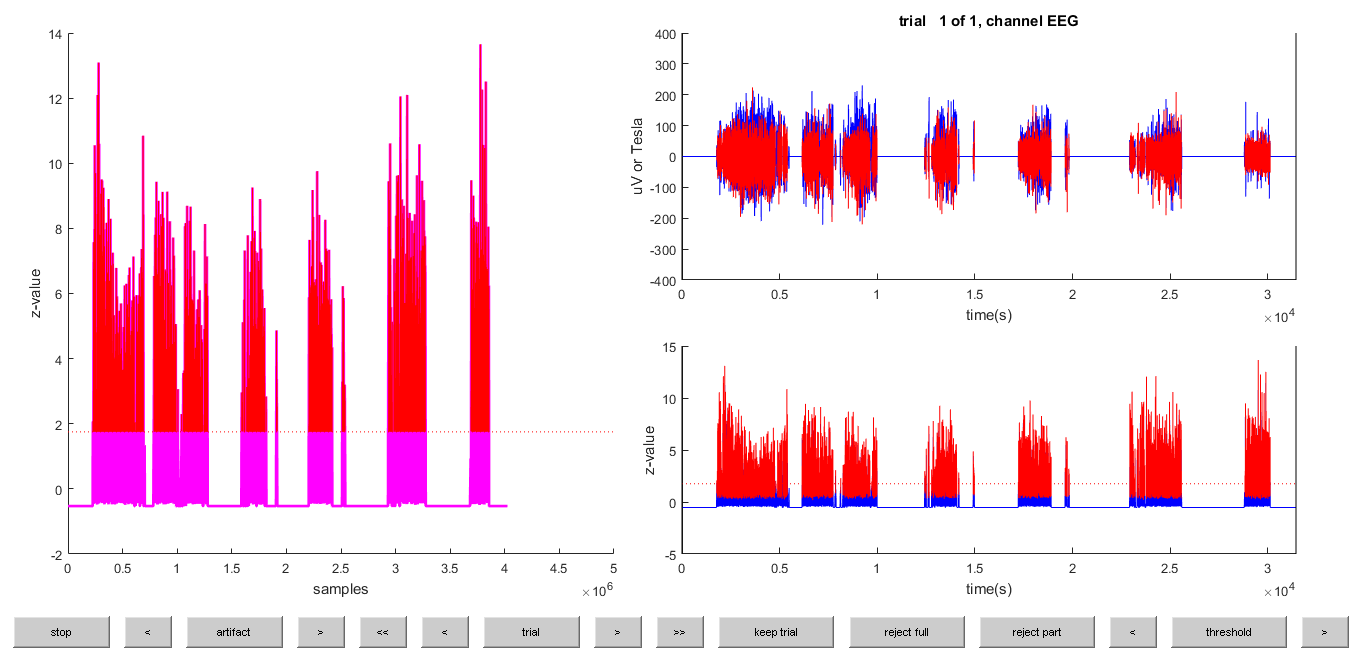 14
12
10
8
6
4
2
0
-2
z-value
0 0.5 1 1.5 2 2.5 3 3.5 4 4.5 5
samples
×10^6
trial 1 of 1, channel EEG
400
300
200
100
0
-100
-200
-300
-400
uV or Tesla
0 0.5 1 1.5 2 2.5 3
time(s)
×10^4
15
10
5
0
-5
z-value
0 0.5 1 1.5 2 2.5 3
time(s)
×10^4
stop < artifact > << < trial > >> keep trial reject full reject part < threshold >